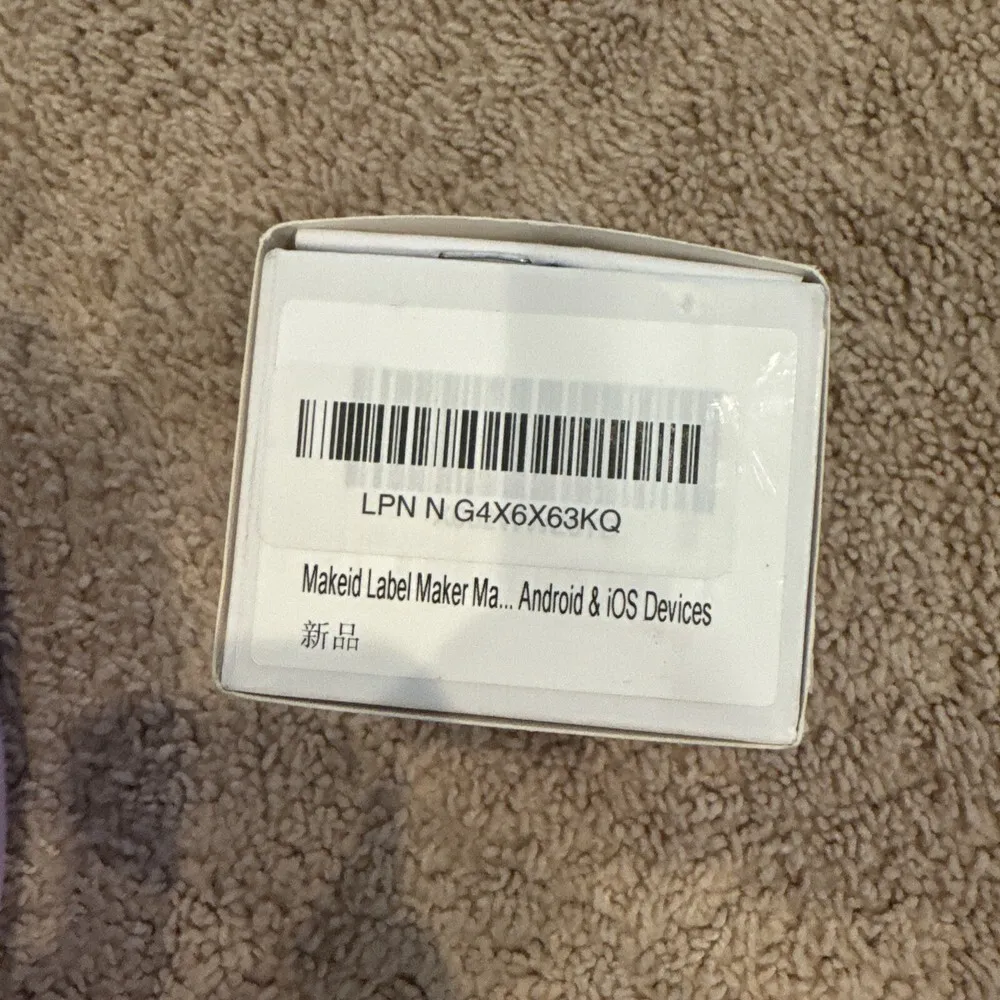 LPN N G4X6X63KQ
Makeid Label Maker Ma... Android & iOS Devices
新品